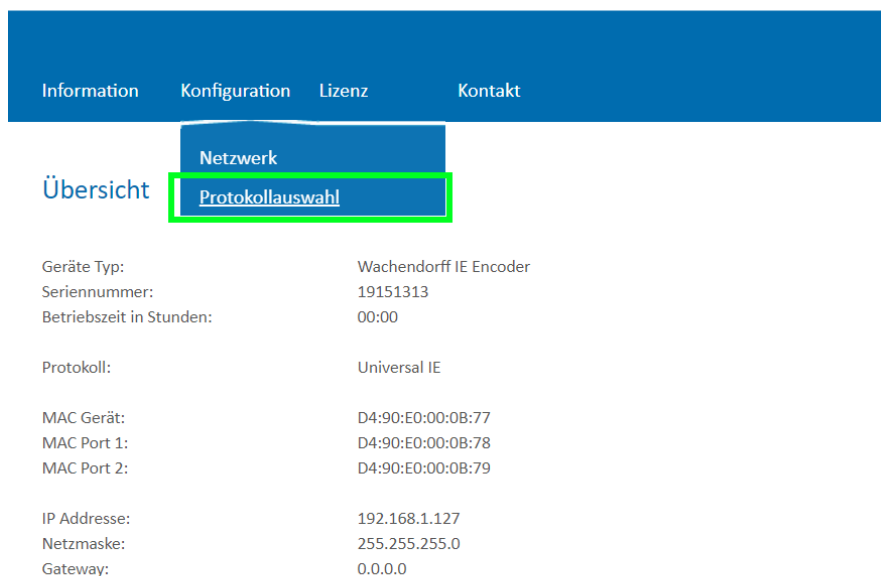 Information Konfiguration Lizenz Kontakt
Netzwerk
Protokollauswahl
Übersicht
Geräte Typ: Wachendorff IE Encoder
Seriennummer: 19151313
Betriebszeit in Stunden: 00:00
Protokoll: Universal IE
MAC Gerät: D4:90:E0:00:0B:77
MAC Port 1: D4:90:E0:00:0B:78
MAC Port 2: D4:90:E0:00:0B:79
IP Addresse: 192.168.1.127
Netzmaske: 255.255.255.0
Gateway: 0.0.0.0